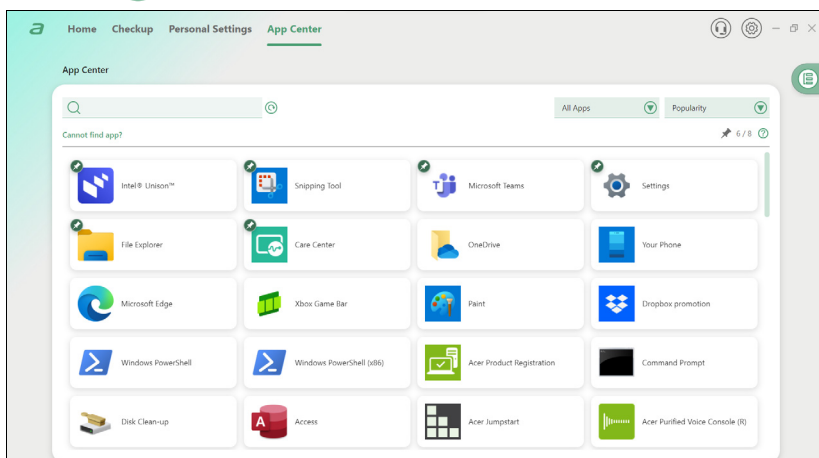 a Home Checkup Personal Settings App Center
App Center
All Apps Popularity
Cannot find app? 6 / 8
Intel® Unison™ Snipping Tool Microsoft Teams Settings
File Explorer Care Center OneDrive Your Phone
Microsoft Edge Xbox Game Bar Paint Dropbox promotion
Windows PowerShell Windows PowerShell (x86) Acer Product Registration Command Prompt
Disk Clean-up Access Acer Jumpstart Acer Purified Voice Console (R)